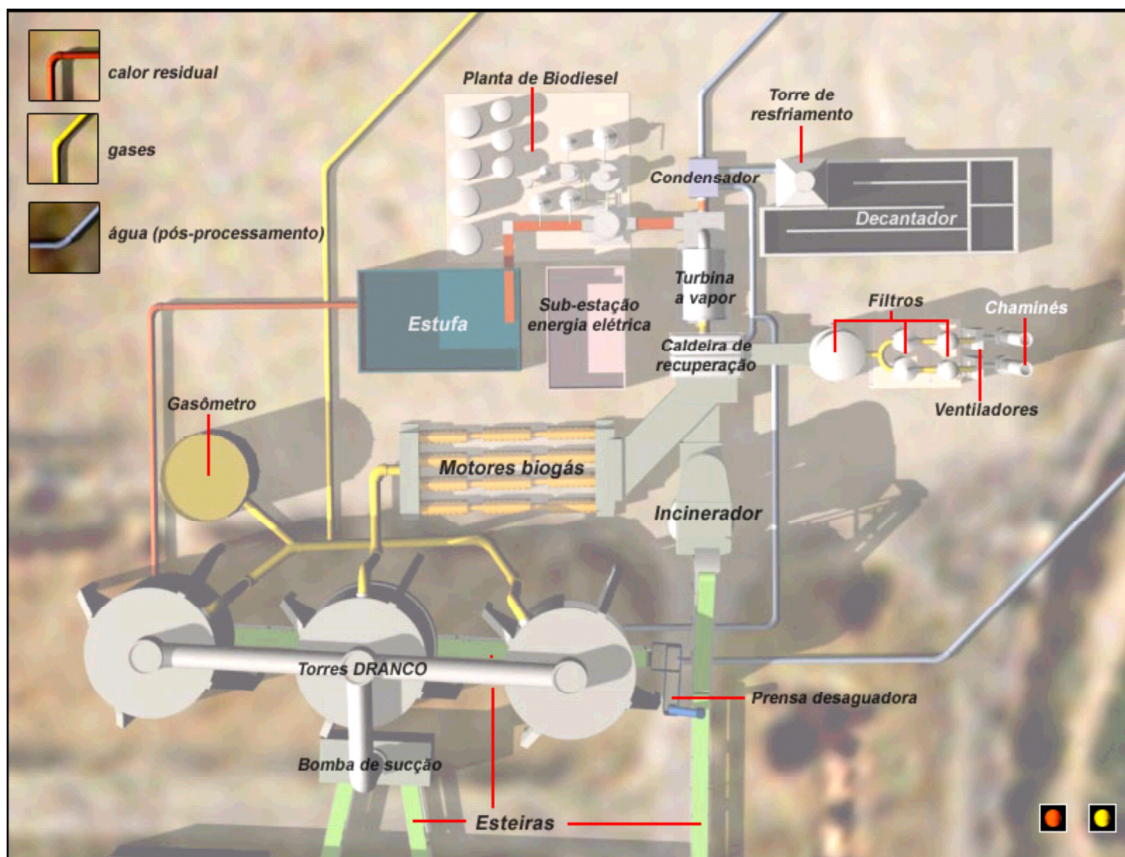 calor residual
gases
água (pós-processamento)
Planta de Biodiesel
Torre de
resfriamento
Condensador
Decantador
Turbina
a vapor
Estufa
Sub-estação
energia elétrica
Filtros
Chaminés
Caldeira de
recuperação
Ventiladores
Gasômetro
Motores biogás
Incinerador
Torres DRANCO
Prensa desaguadora
Bomba de sucção
Esteiras